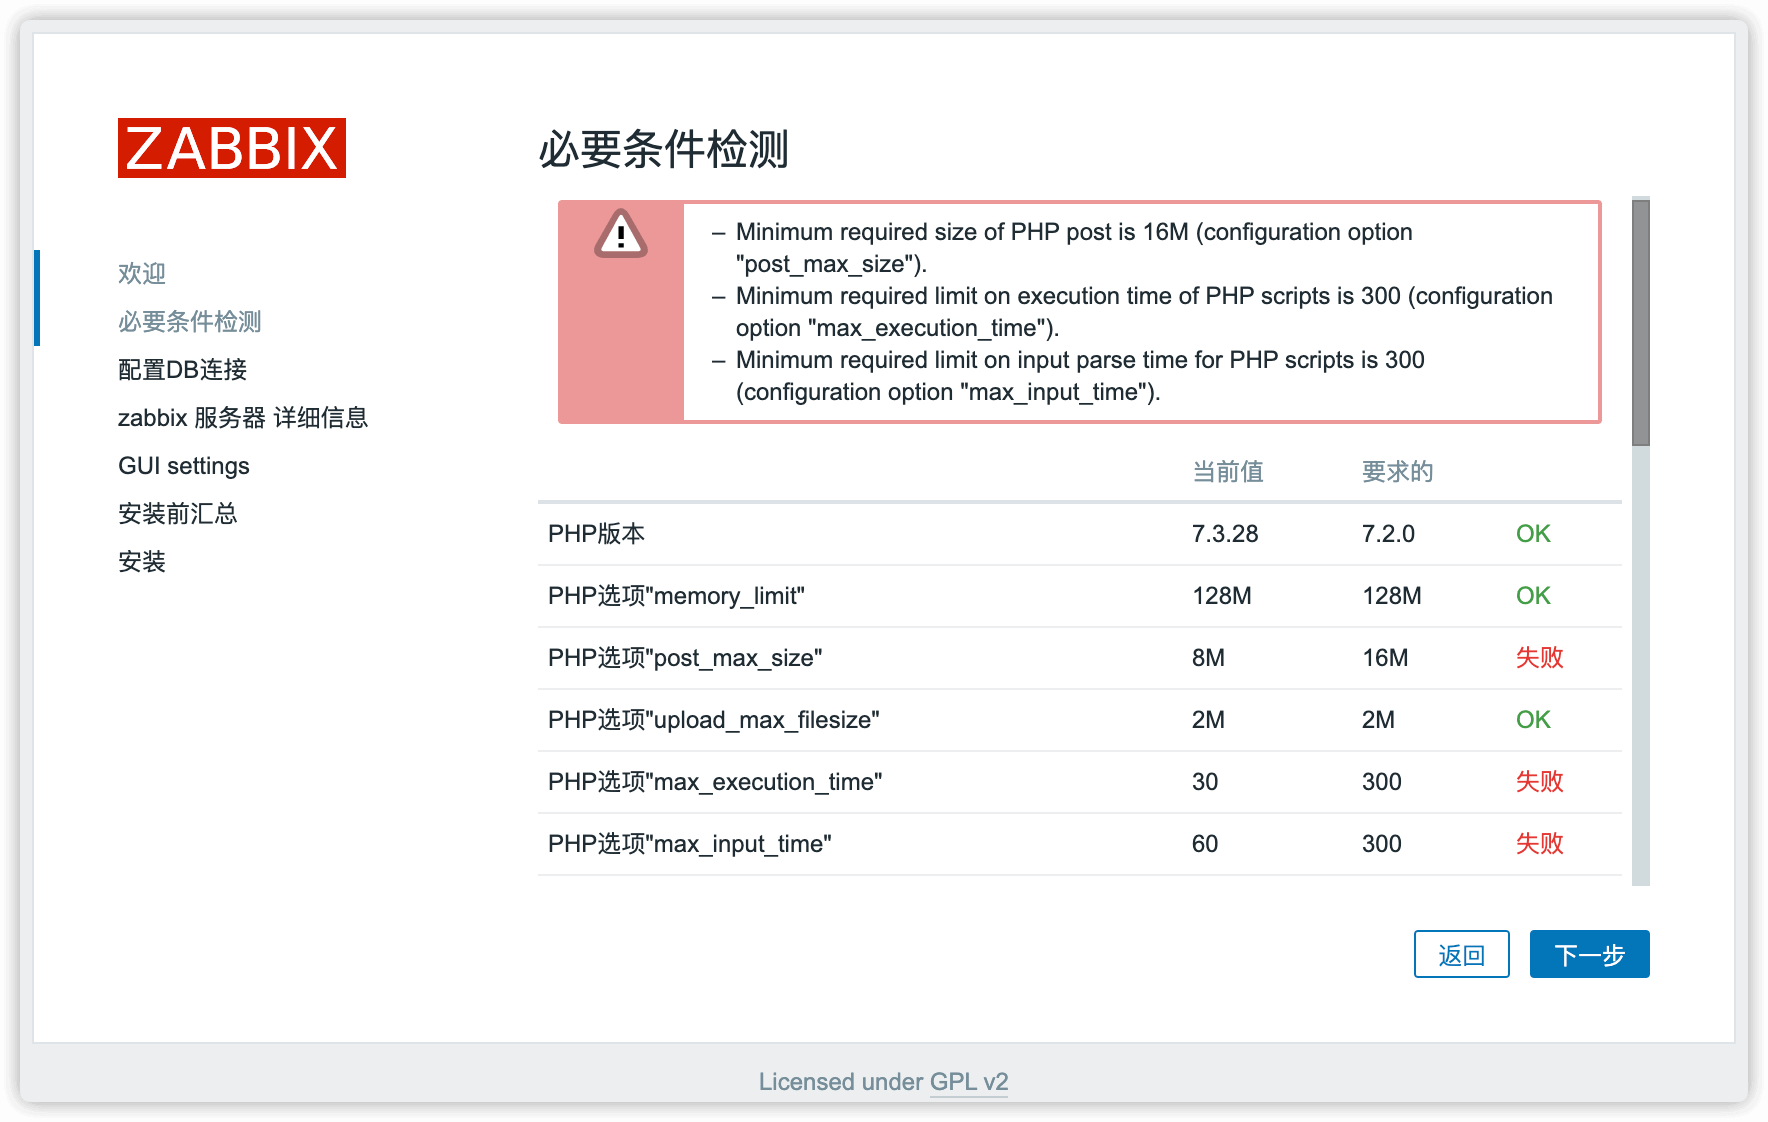 ZABBIX
欢迎
必要条件检测
配置DB连接
zabbix 服务器 详细信息
GUI settings
安装前汇总
安装
必要条件检测
– Minimum required size of PHP post is 16M (configuration option
"post_max_size").
– Minimum required limit on execution time of PHP scripts is 300 (configuration
option "max_execution_time").
– Minimum required limit on input parse time for PHP scripts is 300
(configuration option "max_input_time").
当前值 要求的
PHP版本 7.3.28 7.2.0 OK
PHP选项"memory_limit" 128M 128M OK
PHP选项"post_max_size" 8M 16M 失败
PHP选项"upload_max_filesize" 2M 2M OK
PHP选项"max_execution_time" 30 300 失败
PHP选项"max_input_time" 60 300 失败
返回 下一步
Licensed under GPL v2